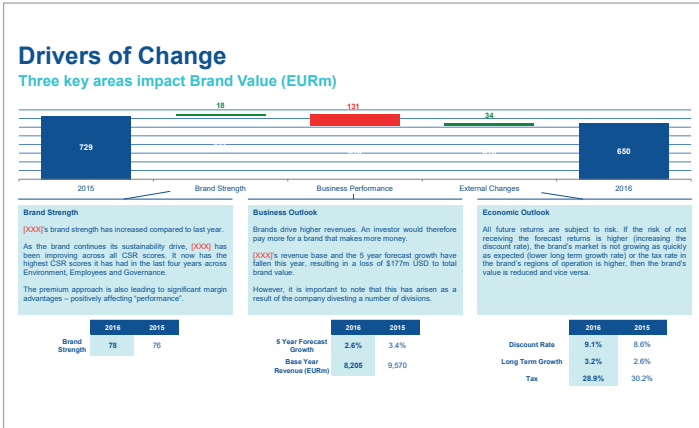 Drivers of Change
Three key areas impact Brand Value (EURm)
18
131
34
729
650
2015
Brand Strength
Business Performance
External Changes
2016
Brand Strength
[XXX]'s brand strength has increased compared to last year.
As the brand continues its sustainability drive, [XXX] has
been improving across all CSR scores. It now has the
highest CSR scores it has had in the last four years across
Environment, Employees and Governance.
The premium approach is also leading to significant margin
advantages – positively affecting "performance".
Business Outlook
Brands drive higher revenues. An investor would therefore
pay more for a brand that makes more money.
[XXX]'s revenue base and the 5 year forecast growth have
fallen this year, resulting in a loss of $177m USD to total
brand value.
However, it is important to note that this has arisen as a
result of the company divesting a number of divisions.
Economic Outlook
All future returns are subject to risk. If the risk of not
receiving the forecast returns is higher (increasing the
discount rate), the brand's market is not growing as quickly
as expected (lower long term growth rate) or the tax rate in
the brand's regions of operation is higher, then the brand's
value is reduced and vice versa.
2016 2015
Brand
Strength
78 76
2016 2015
5 Year Forecast
Growth
2.6% 3.4%
Base Year
Revenue (EURm)
8,205 9,570
2016 2015
Discount Rate 9.1% 8.6%
Long Term Growth 3.2% 2.6%
Tax 28.9% 30.2%